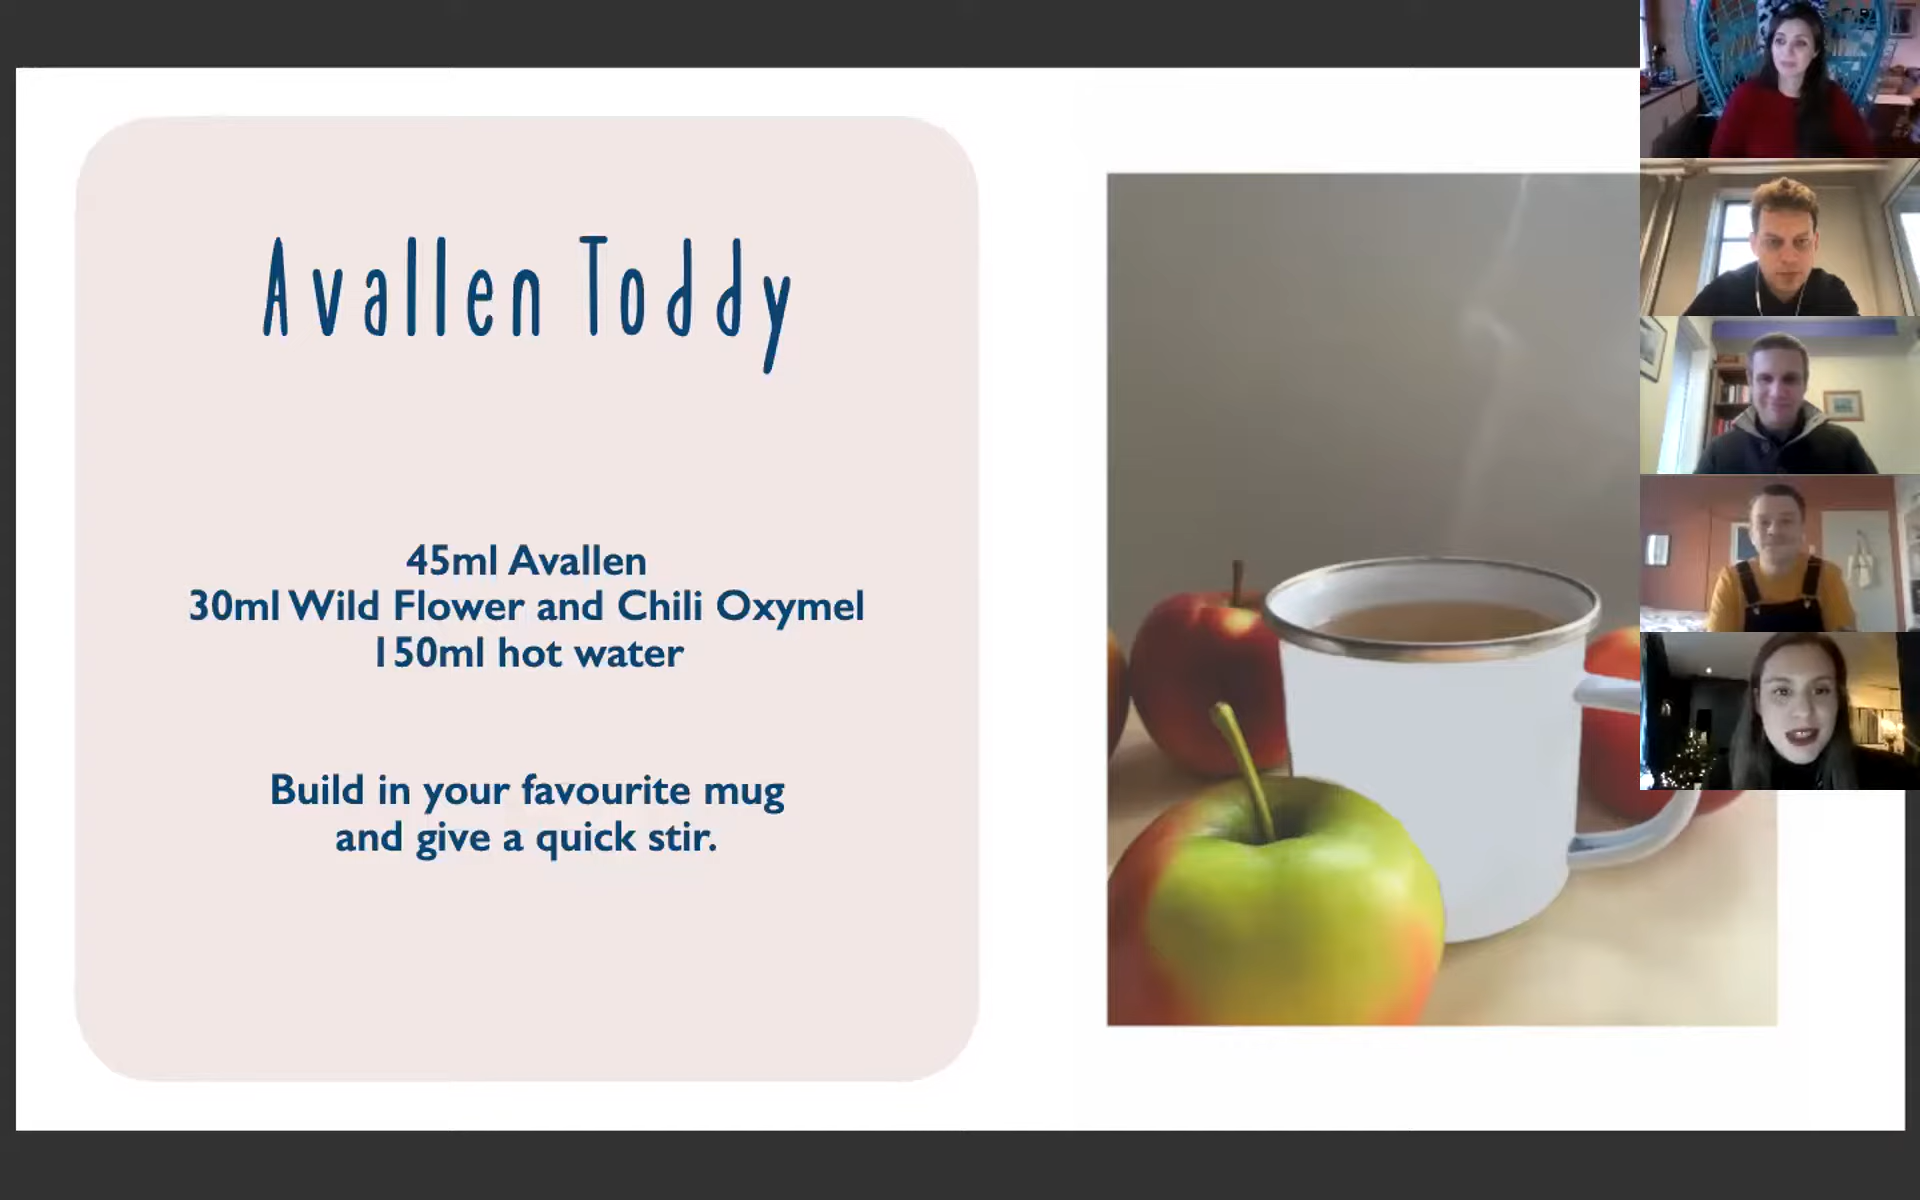 Avallen Toddy
45ml Avallen
30ml Wild Flower and Chili Oxymel
150ml hot water
Build in your favourite mug
and give a quick stir.